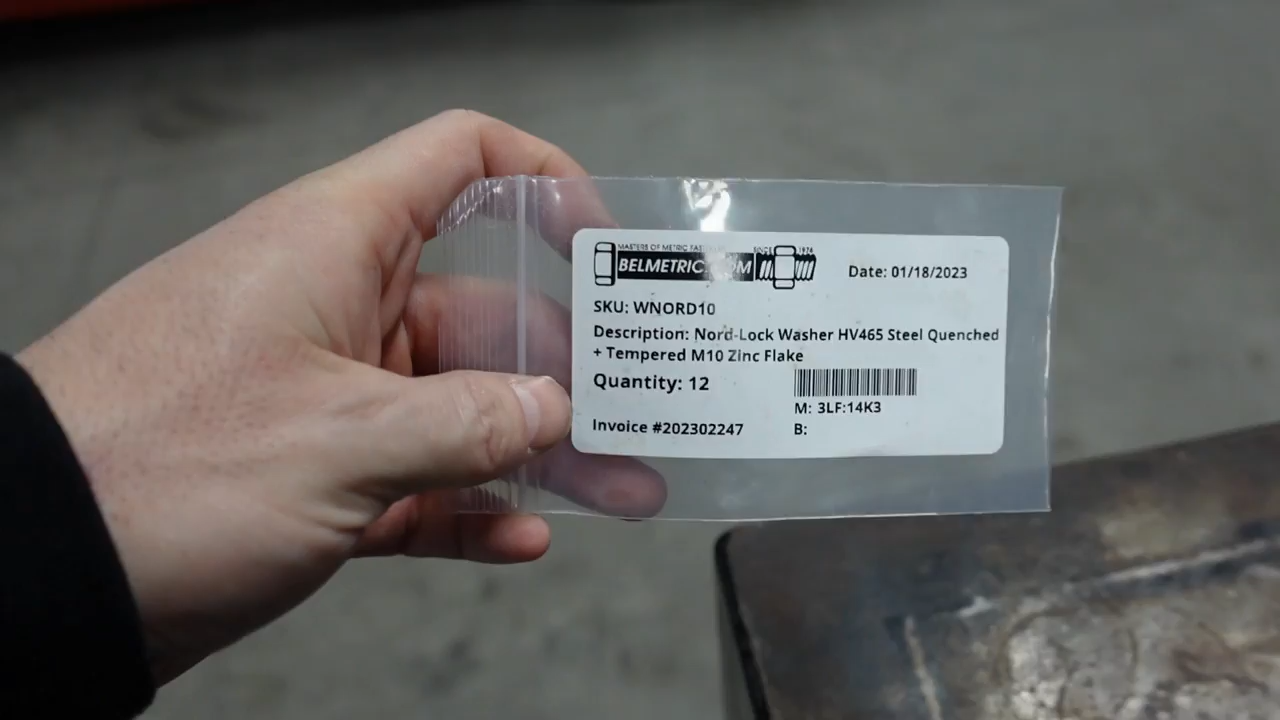 MASTERS OF METRIC
SINCE 1974
BELMETRIC.COM
Date: 01/18/2023
SKU: WNORD10
Description: Nord-Lock Washer HV465 Steel Quenched
+ Tempered M10 Zinc Flake
Quantity: 12
M: 3LF:14K3
Invoice #202302247
B: